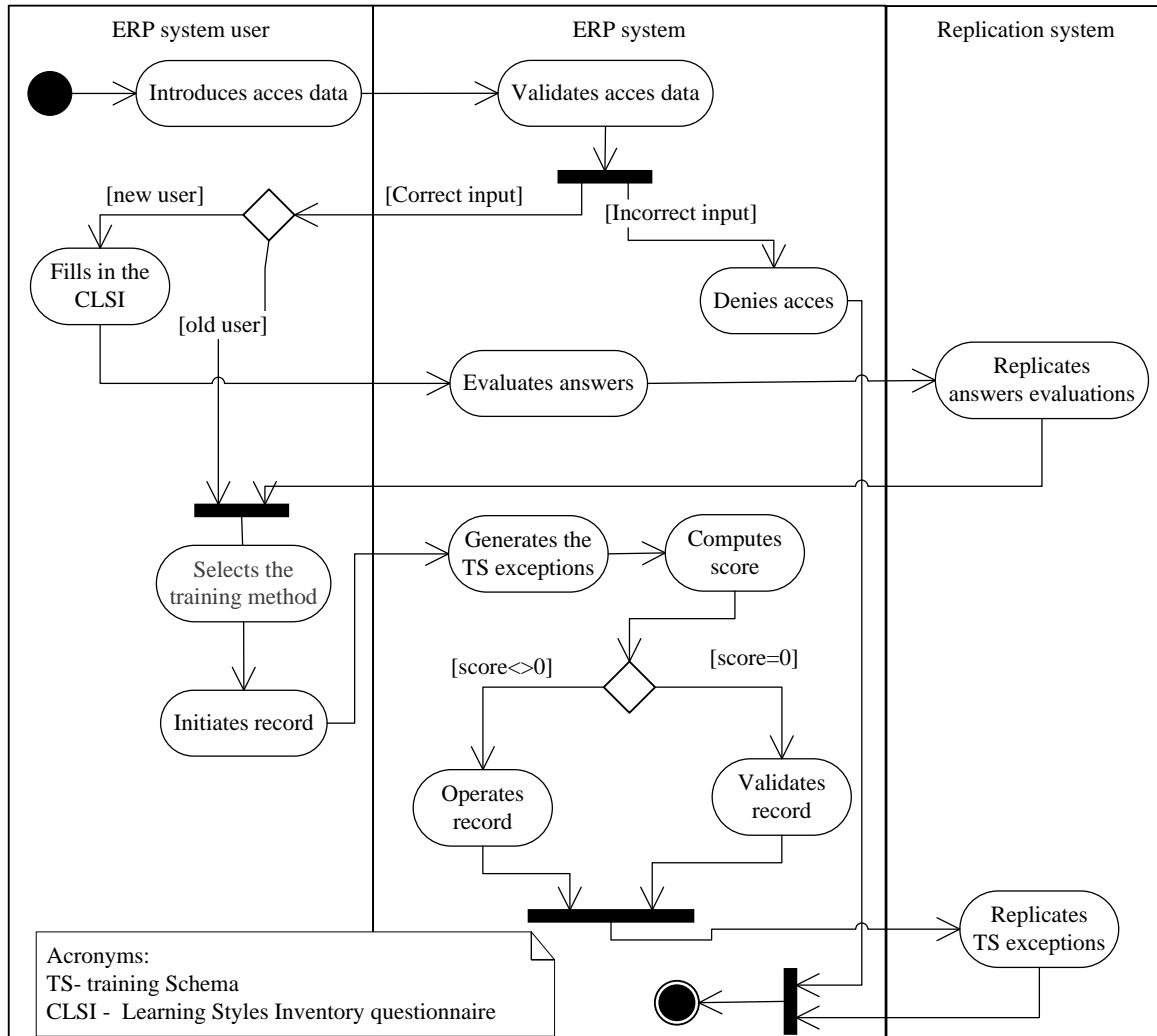 ERP system user
ERP system
Replication system
Introduces acces data
Validates acces data
[new user]
[Correct input]
[Incorrect input]
Fills in the
CLSI
Denies acces
[old user]
Evaluates answers
Replicates
answers evaluations
Generates the
TS exceptions
Computes
score
Selects the
training method
[score<>0]
[score=0]
Initiates record
Operates
record
Validates
record
Replicates
TS exceptions
Acronyms:
TS- training Schema
CLSI - Learning Styles Inventory questionnaire